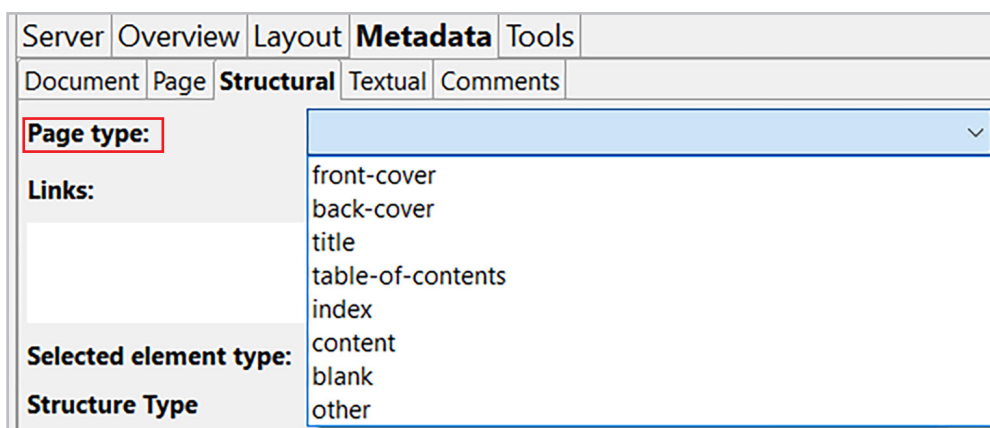 Server Overview Layout Metadata Tools
Document Page Structural Textual Comments
Page type:
Links:
front-cover
back-cover
title
table-of-contents
index
content
blank
other
Selected element type:
Structure Type